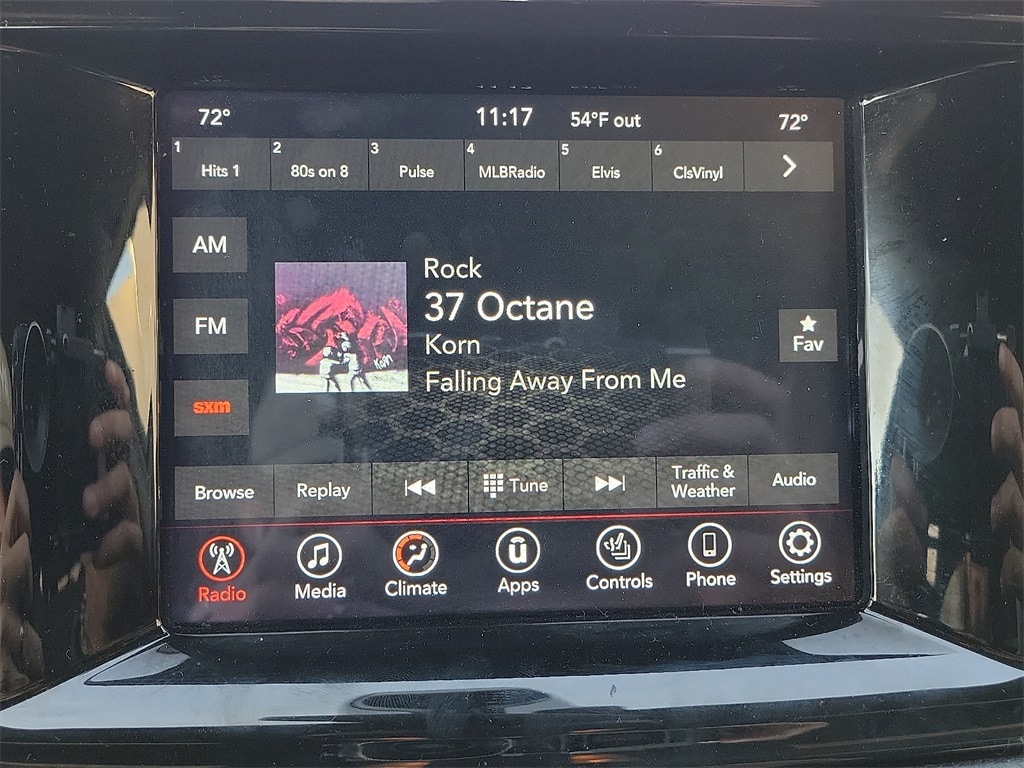 72° 11:17 54°F out 72°
1 Hits 1
2 80s on 8
3 Pulse
4 MLBRadio
5 Elvis
6 ClsVinyl
AM
FM
sxm
Korn
Rock
37 Octane
Korn
Falling Away From Me
Fav
Browse
Replay
Tune
Traffic &
Weather
Audio
Radio
Media
Climate
Apps
Controls
Phone
Settings